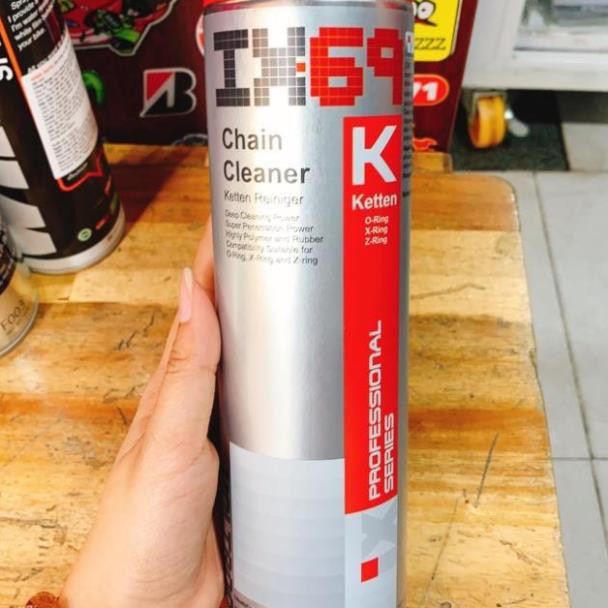 IX69
Chain
Cleaner
Ketten Reiniger
Deep Cleaning Power
Super Penetration Power
Highly Polymer and Rubber
Compatibility Suitable for
O-Ring, X-Ring and Z-ring
K
Ketten
O-Ring
X-Ring
Z-Ring
PROFESSIONAL
SERIES
B
71